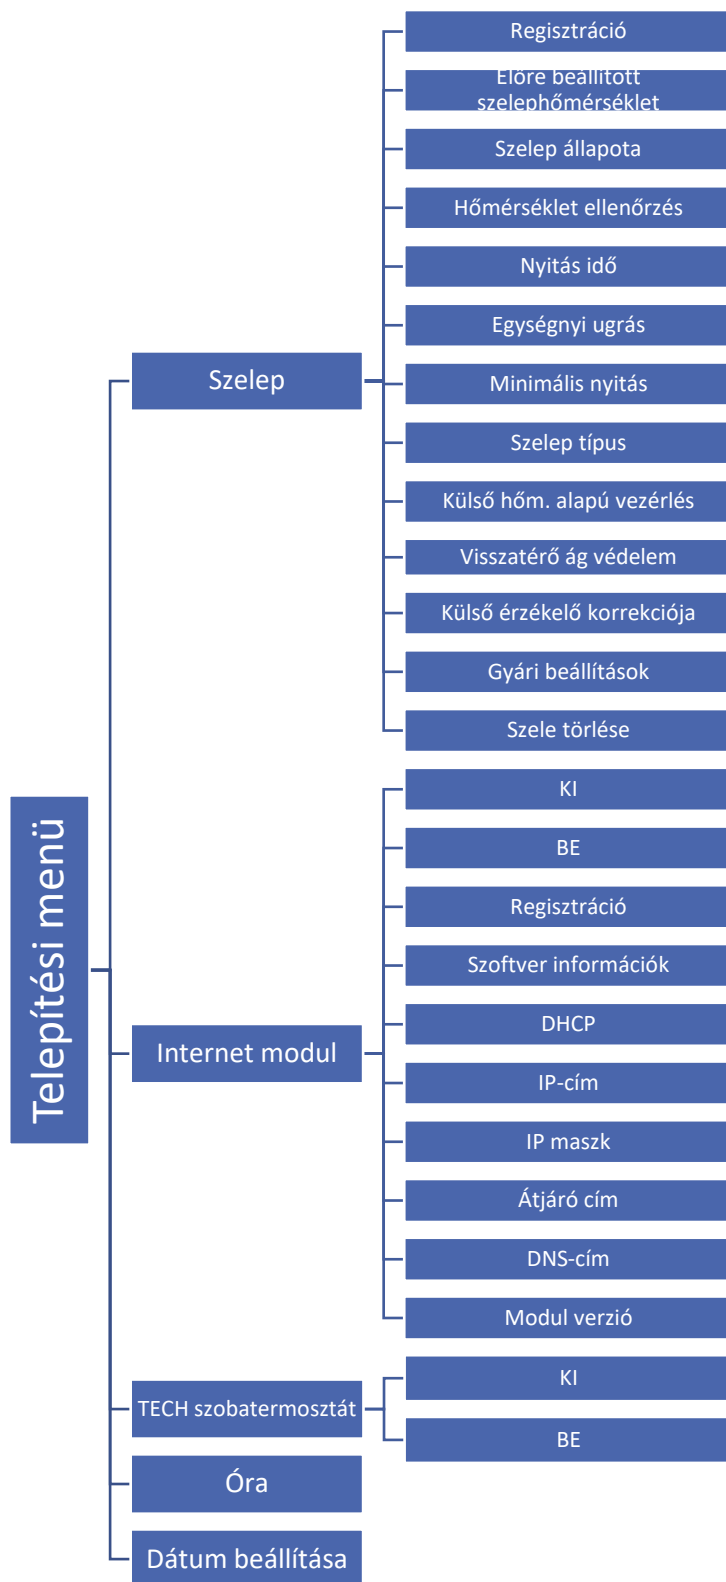 Telepítési menü
Szelep
Regisztráció
Előre beállított
szelephőmérséklet
Szelep állapota
Hőmérséklet ellenőrzés
Nyitás idő
Egységnyi ugrás
Minimális nyitás
Szelep típus
Külső hőm. alapú vezérlés
Visszatérő ág védelem
Külső érzékelő korrekciója
Gyári beállítások
Szele törlése
Internet modul
KI
BE
Regisztráció
Szoftver információk
DHCP
IP-cím
IP maszk
Átjáró cím
DNS-cím
Modul verzió
TECH szobatermosztát
KI
BE
Óra
Dátum beállítása